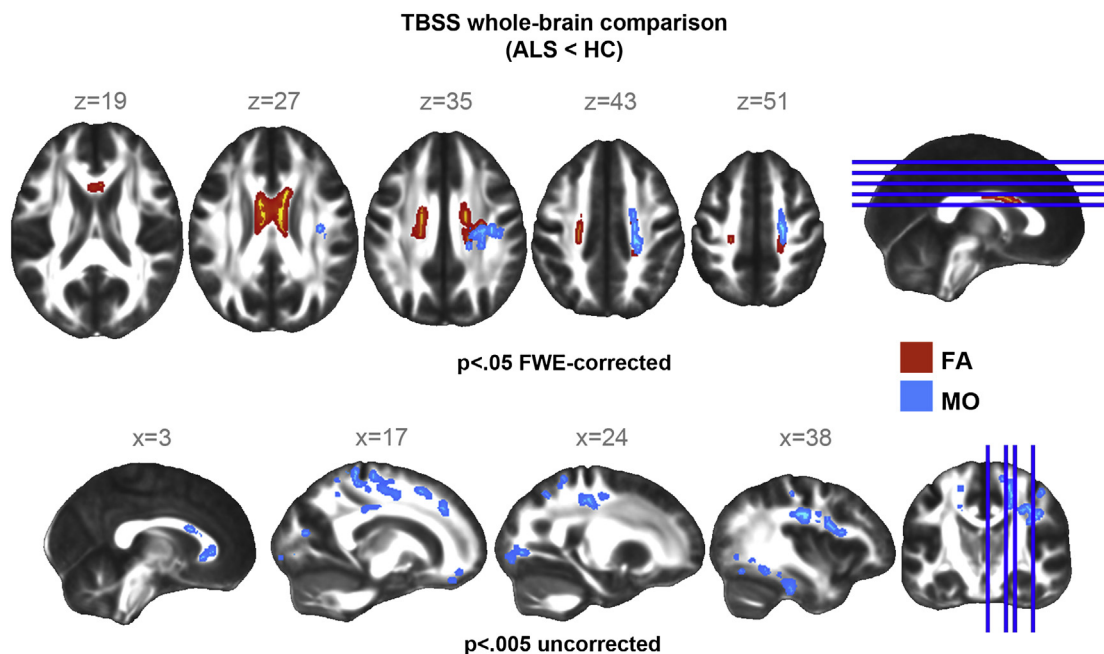 TBSS whole-brain comparison
(ALS < HC)
z=19 z=27 z=35 z=43 z=51
p<.05 FWE-corrected
FA
MO
x=3 x=17 x=24 x=38
p<.005 uncorrected